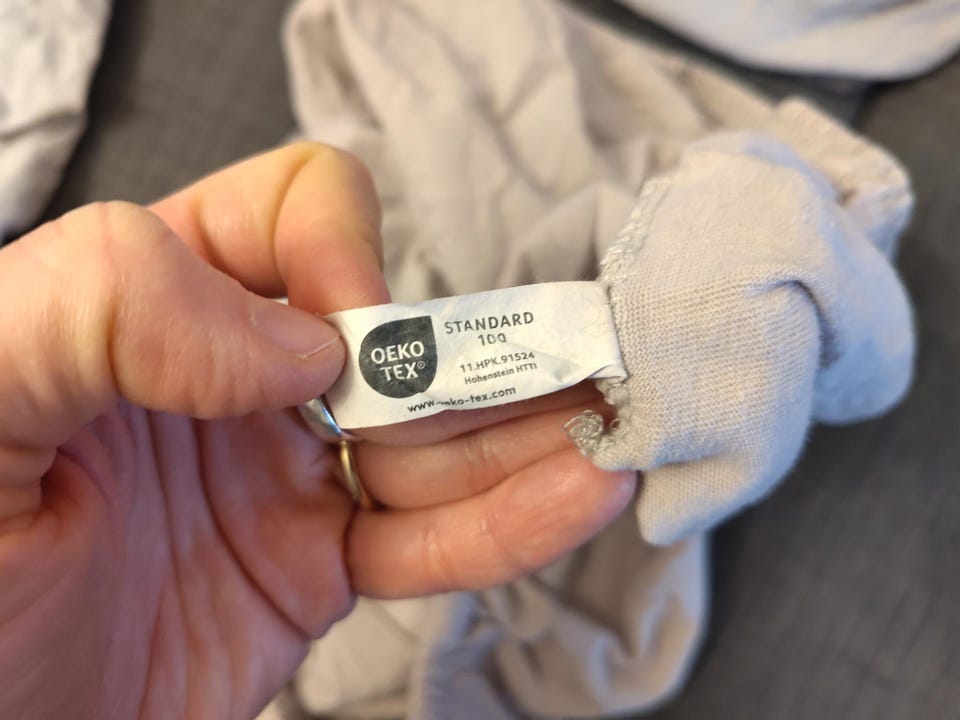 OEKO
TEX®
STANDARD
100
11.HPK.91524
Hohenstein HTTI
www.oeko-tex.com